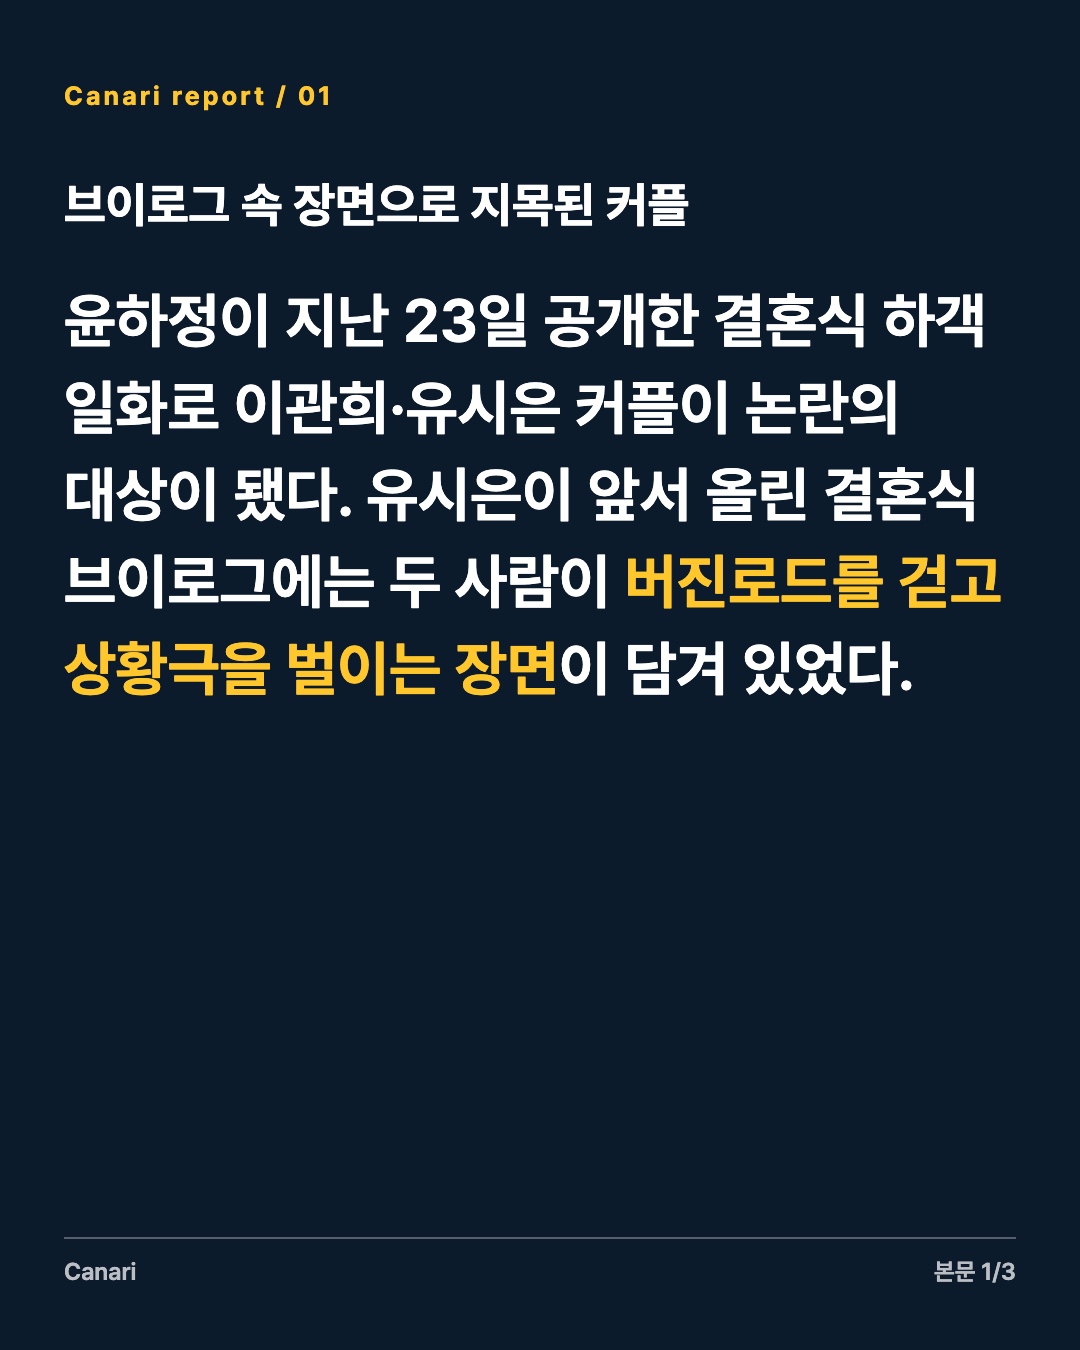 Canari report / 01
브이로그 속 장면으로 지목된 커플
윤하정이 지난 23일 공개한 결혼식 하객
일화로 이관희·유시은 커플이 논란의
대상이 됐다. 유시은이 앞서 올린 결혼식
브이로그에는 두 사람이 버진로드를 걷고
상황극을 벌이는 장면이 담겨 있었다.
Canari
본문 1/3